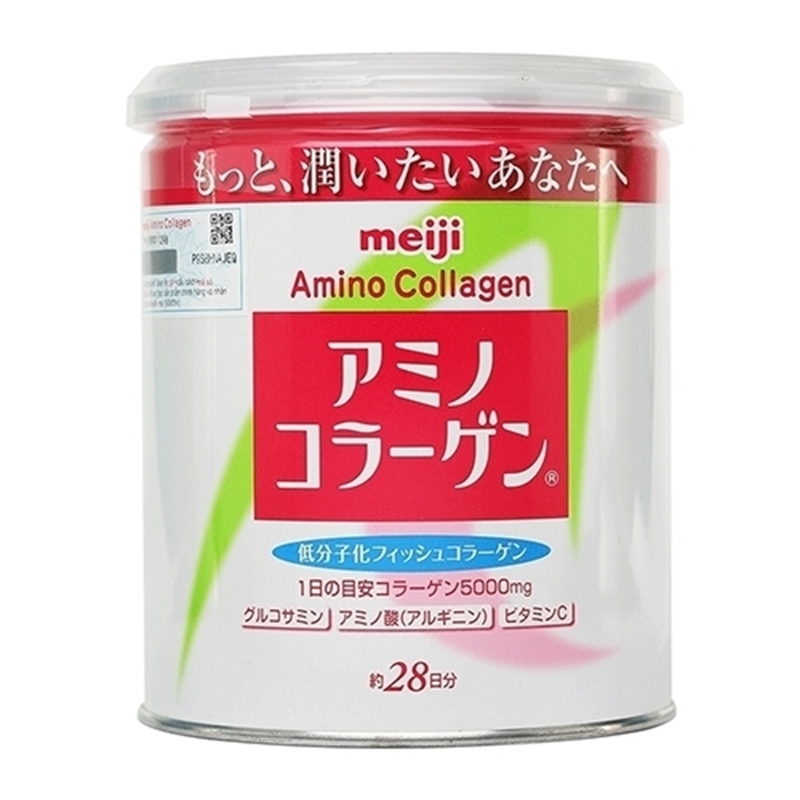 もっと、潤いたいあなたへ
Amino Collagen
P9S8HNAJEQ
meiji
Amino Collagen
アミノ
コラーゲン®
低分子化フィッシュコラーゲン
1日の目安コラーゲン5000mg
グルコサミン アミノ酸(アルギニン) ビタミンC
約28日分